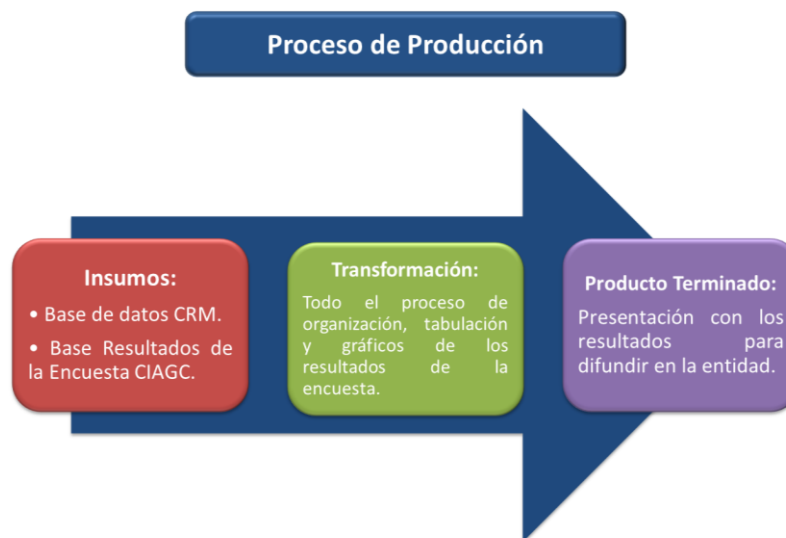 Proceso de Producción
Insumos:
• Base de datos CRM.
• Base Resultados de
la Encuesta CIAGC.
Transformación:
Todo el proceso de
organización, tabulación
y gráficos de los
resultados de la
encuesta.
Producto Terminado:
Presentación con los
resultados para
difundir en la entidad.